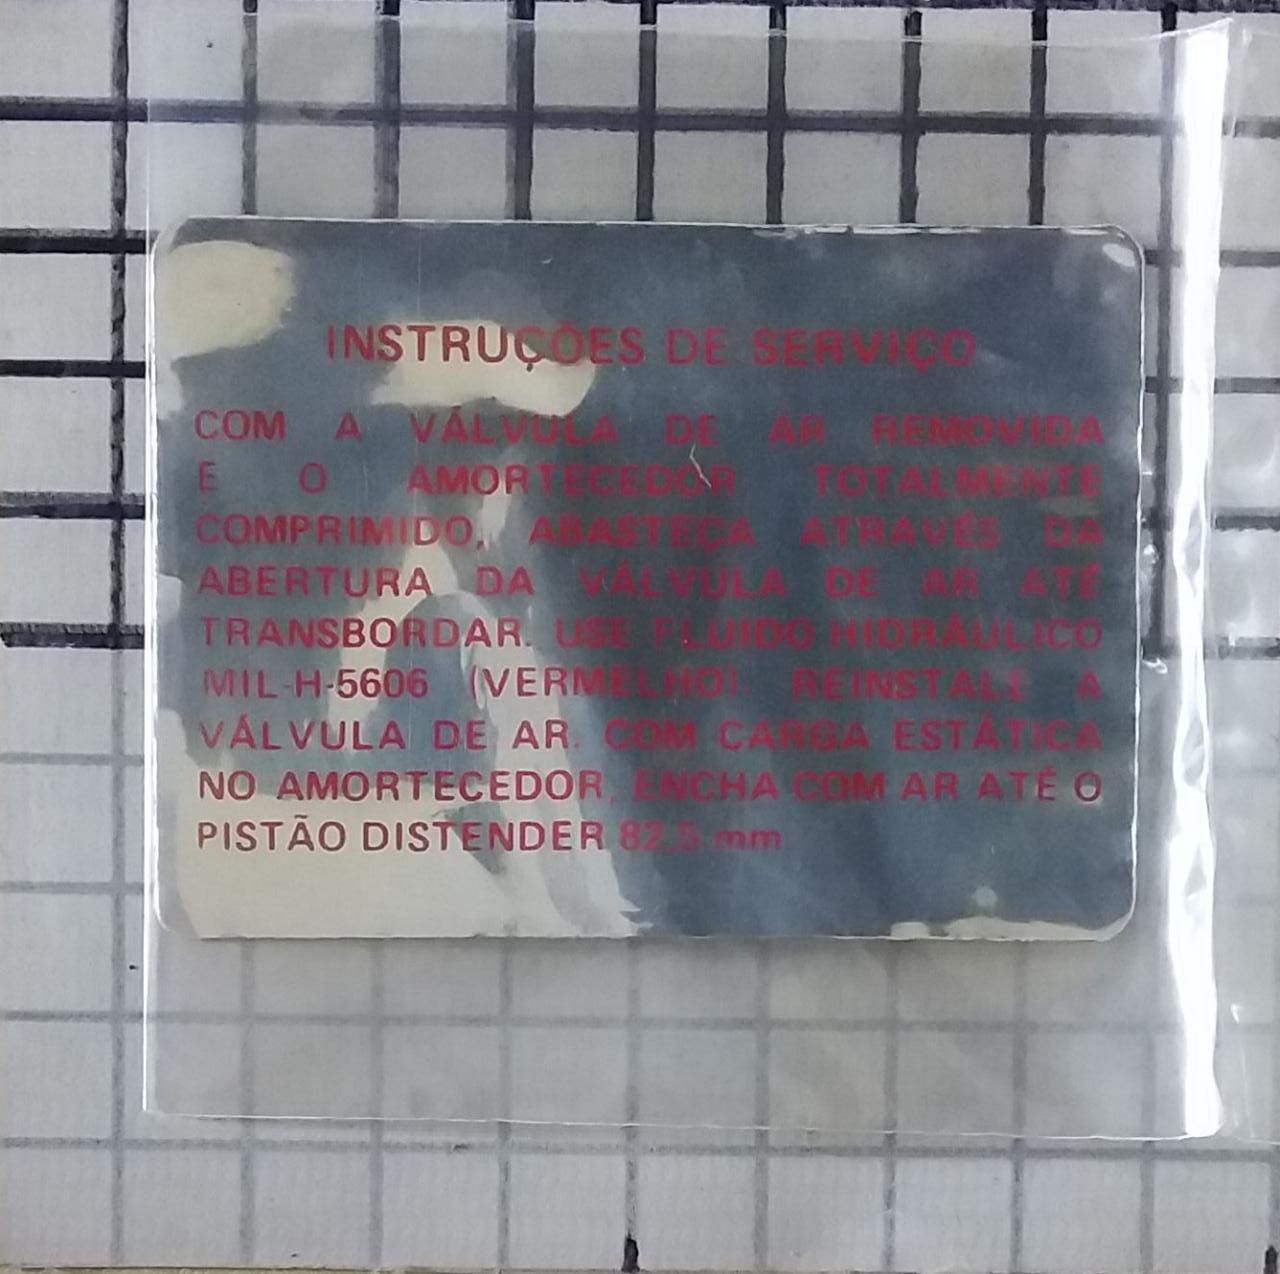 INSTRUÇÕES DE SERVIÇO
COM A VÁLVULA DE AR REMOVIDA
E O AMORTECEDOR TOTALMENTE
COMPRIMIDO, ABASTEÇA ATRAVÉS DA
ABERTURA DA VÁLVULA DE AR ATÉ
TRANSBORDAR. USE FLUIDO HIDRÁULICO
MIL-H-5606 (VERMELHO). REINSTALE A
VÁLVULA DE AR. COM CARGA ESTÁTICA
NO AMORTECEDOR, ENCHA COM AR ATÉ O
PISTÃO DISTENDER 82,5 mm